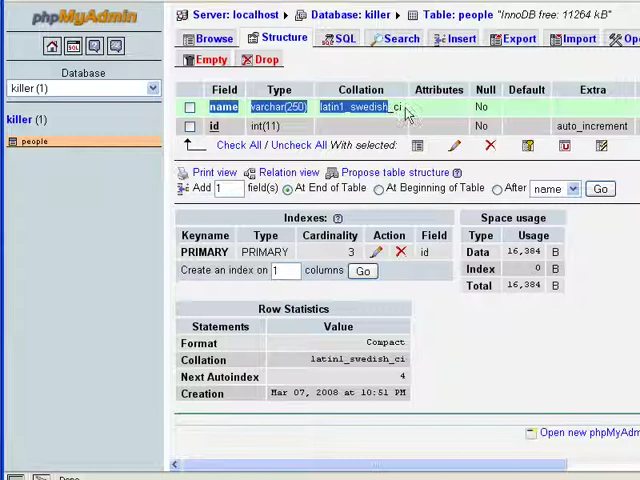 phpMyAdmin
Server: localhost ▸ Database: killer ▸ Table: people "InnoDB free: 11264 kB"
Browse Structure SQL Search Insert Export Import
Empty Drop
Database
killer (1)
killer (1)
people
Field Type Collation Attributes Null Default Extra
name varchar(250) latin1_swedish_ci No
id int(11) No auto_increment
Check All / Uncheck All With selected:
Print view Relation view Propose table structure
Add 1 field(s) At End of Table At Beginning of Table After name Go
Indexes:
Keyname Type Cardinality Action Field
PRIMARY PRIMARY 3 id
Create an index on 1 columns Go
Space usage
Type Usage
Data 16,384 B
Index 0 B
Total 16,384 B
Row Statistics
Statements Value
Format Compact
Collation latin1_swedish_ci
Next Autoindex 4
Creation Mar 07, 2008 at 10:51 PM
Open new phpMyAdm